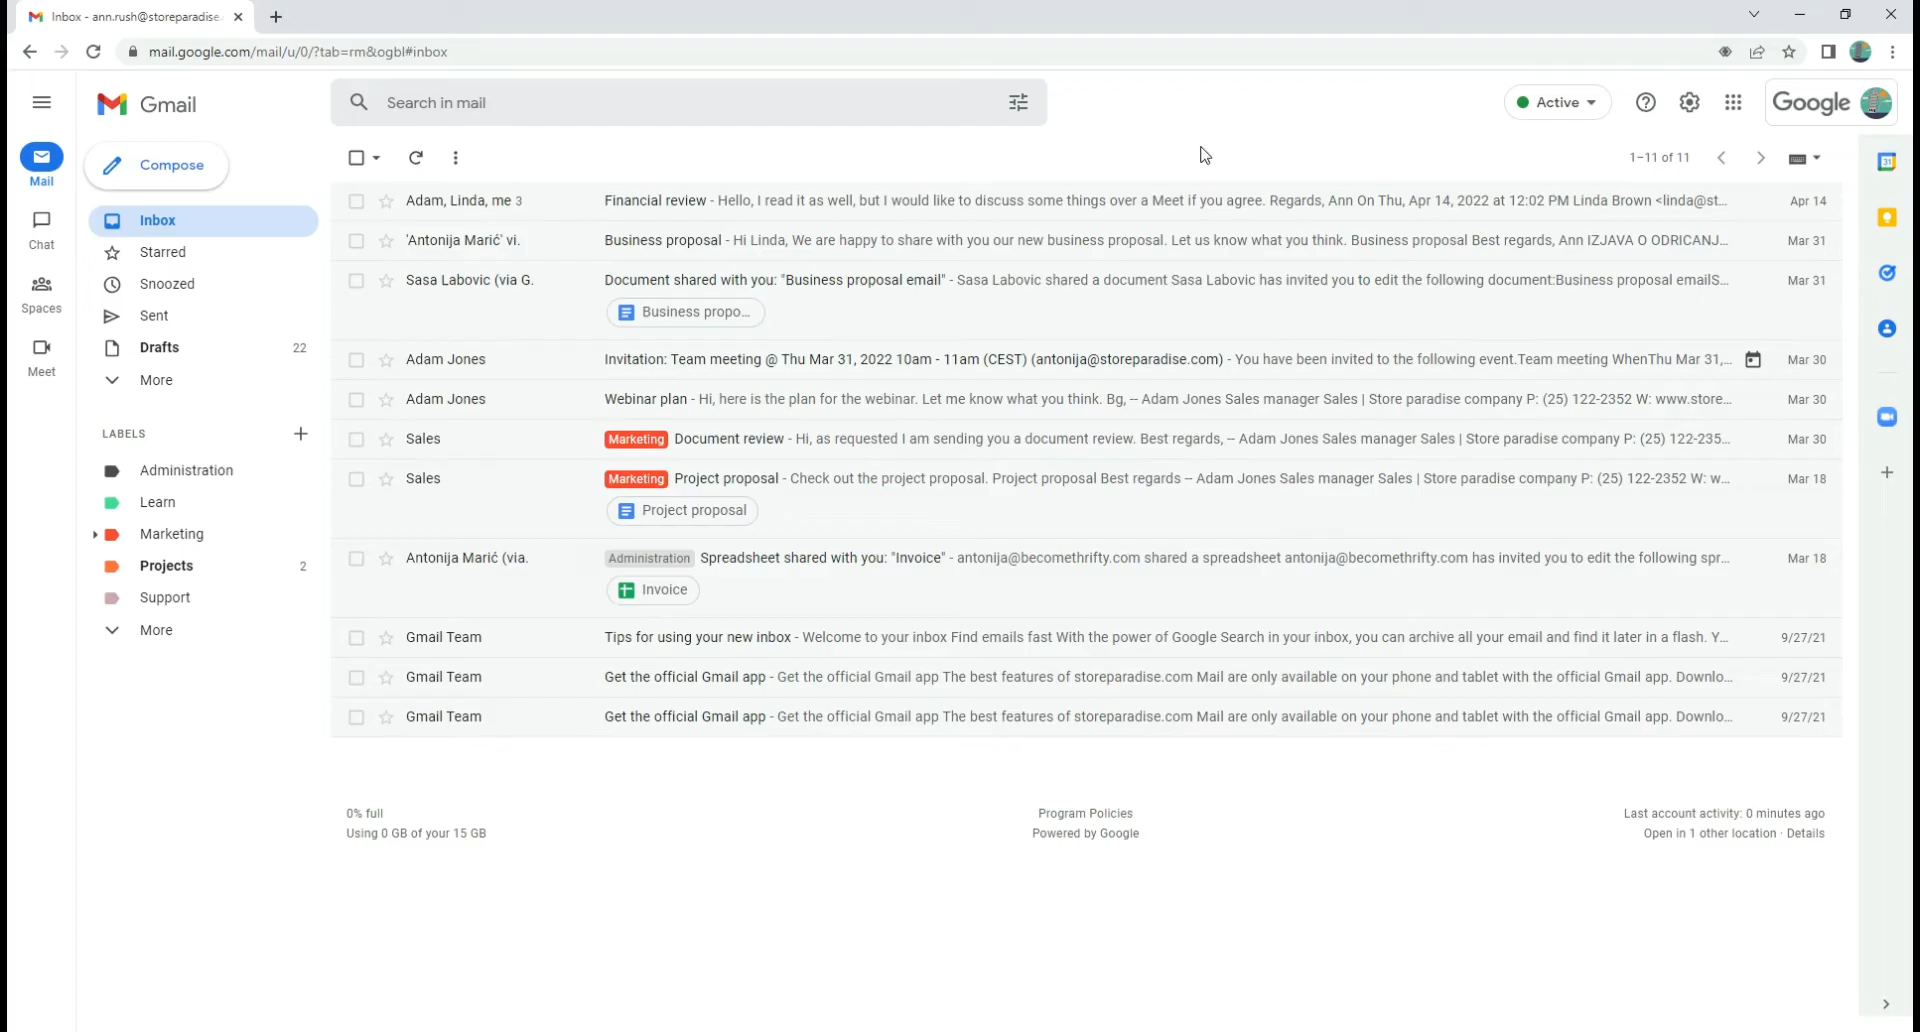 Inbox - ann.rush@storeparadise.
mail.google.com/mail/u/0/?tab=rm&ogbl#inbox
Gmail
Search in mail
Active
Google
Mail
Chat
Spaces
Meet
Compose
Inbox
Starred
Snoozed
Sent
Drafts 22
More
LABELS
Administration
Learn
Marketing
Projects 2
Support
More
1–11 of 11
Adam, Linda, me 3 Financial review - Hello, I read it as well, but I would like to discuss some things over a Meet if you agree. Regards, Ann On Thu, Apr 14, 2022 at 12:02 PM Linda Brown <linda@st... Apr 14
'Antonija Marić' vi. Business proposal - Hi Linda, We are happy to share with you our new business proposal. Let us know what you think. Business proposal Best regards, Ann IZJAVA O ODRICANJ... Mar 31
Sasa Labovic (via G. Document shared with you: "Business proposal email" - Sasa Labovic shared a document Sasa Labovic has invited you to edit the following document:Business proposal emailS... Mar 31
Business propo...
Adam Jones Invitation: Team meeting @ Thu Mar 31, 2022 10am - 11am (CEST) (antonija@storeparadise.com) - You have been invited to the following event.Team meeting WhenThu Mar 31,... Mar 30
Adam Jones Webinar plan - Hi, here is the plan for the webinar. Let me know what you think. Bg, -- Adam Jones Sales manager Sales | Store paradise company P: (25) 122-2352 W: www.store... Mar 30
Sales Marketing Document review - Hi, as requested I am sending you a document review. Best regards, -- Adam Jones Sales manager Sales | Store paradise company P: (25) 122-235... Mar 30
Sales Marketing Project proposal - Check out the project proposal. Project proposal Best regards -- Adam Jones Sales manager Sales | Store paradise company P: (25) 122-2352 W: w... Mar 18
Project proposal
Antonija Marić (via. Administration Spreadsheet shared with you: "Invoice" - antonija@becomethrifty.com shared a spreadsheet antonija@becomethrifty.com has invited you to edit the following spr... Mar 18
Invoice
Gmail Team Tips for using your new inbox - Welcome to your inbox Find emails fast With the power of Google Search in your inbox, you can archive all your email and find it later in a flash. Y... 9/27/21
Gmail Team Get the official Gmail app - Get the official Gmail app The best features of storeparadise.com Mail are only available on your phone and tablet with the official Gmail app. Downlo... 9/27/21
Gmail Team Get the official Gmail app - Get the official Gmail app The best features of storeparadise.com Mail are only available on your phone and tablet with the official Gmail app. Downlo... 9/27/21
0% full
Using 0 GB of your 15 GB
Program Policies
Powered by Google
Last account activity: 0 minutes ago
Open in 1 other location · Details
31